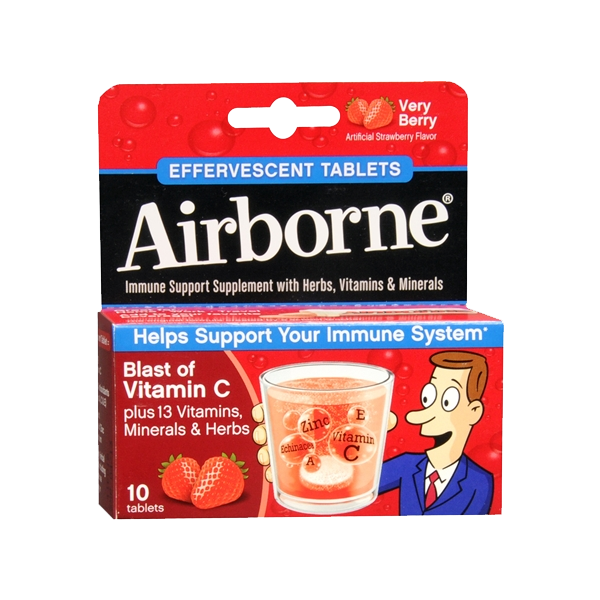 Very
Berry
Artificial Strawberry Flavor
EFFERVESCENT TABLETS
Airborne®
Immune Support Supplement with Herbs, Vitamins & Minerals
Helps Support Your Immune System*
Blast of
Vitamin C
plus 13 Vitamins,
Minerals & Herbs
Zinc
E
Echinacea
Vitamin
C
A
10
tablets